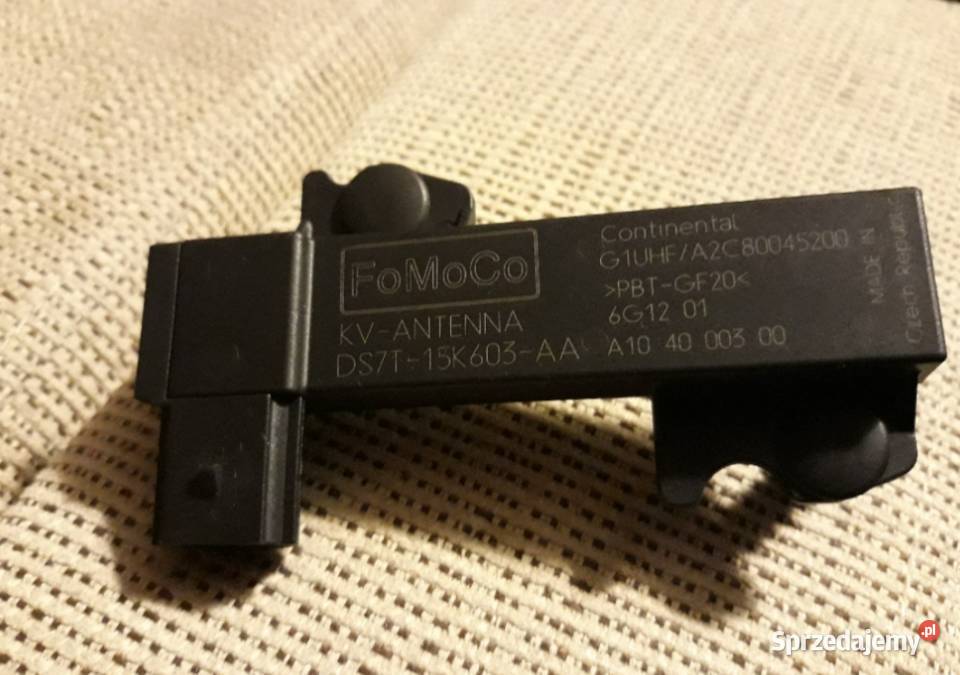 FoMoCo
KV-ANTENNA
DS7T-15K603-AA
Continental
G1UHF/A2C80045200
>PBT-GF20<
6G12 01
A10 40 003 00
MADE IN
Czech Republic
Sprzedajemy.pl